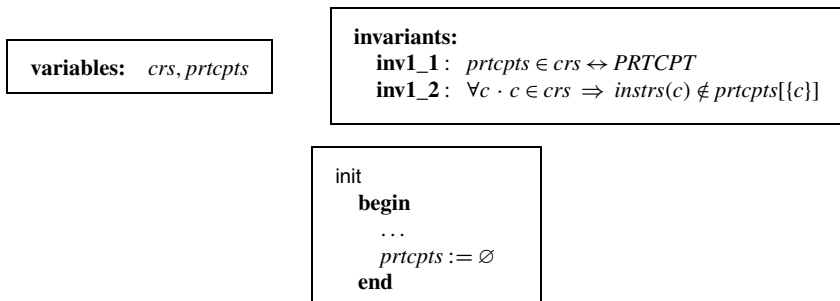 variables: crs, prtcpts
invariants:
inv1_1 : prtcpts ∈ crs ↔ PRTCPT
inv1_2 : ∀c · c ∈ crs ⇒ instrs(c) ∉ prtcpts[{c}]
init
begin
...
prtcpts := ∅
end